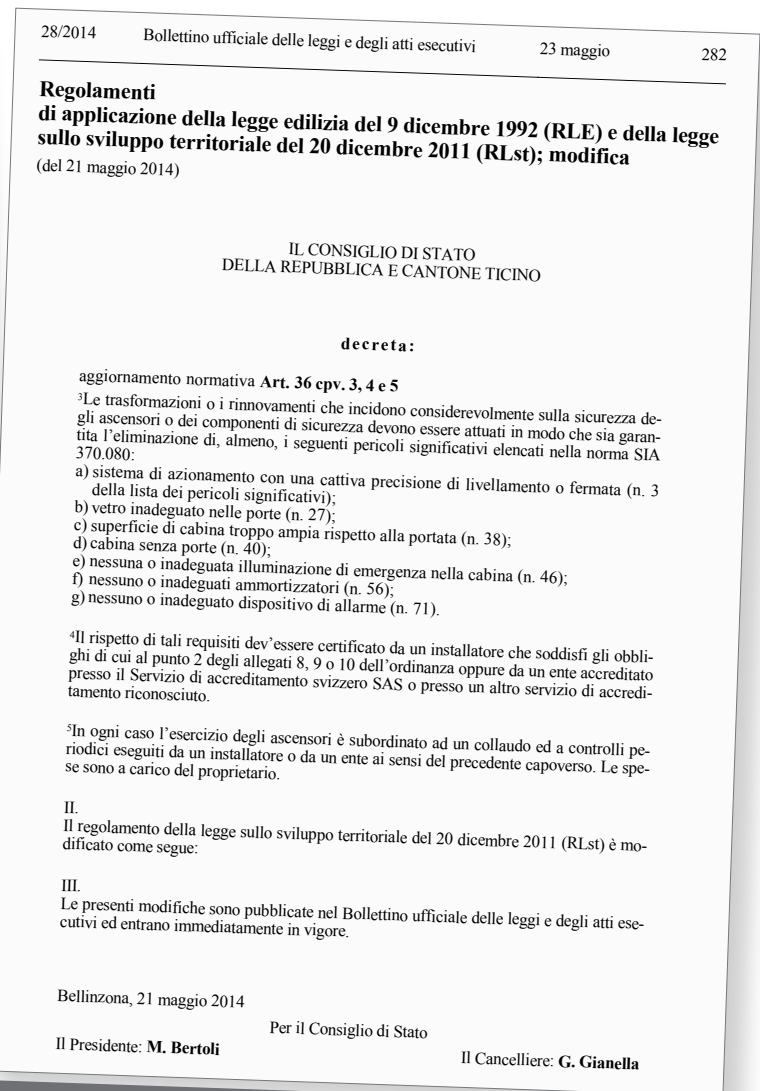 28/2014 Bollettino ufficiale delle leggi e degli atti esecutivi 23 maggio 282
Regolamenti
di applicazione della legge edilizia del 9 dicembre 1992 (RLE) e della legge
sullo sviluppo territoriale del 20 dicembre 2011 (RLst); modifica
(del 21 maggio 2014)
IL CONSIGLIO DI STATO
DELLA REPUBBLICA E CANTONE TICINO
decreta:
aggiornamento normativa Art. 36 cpv. 3, 4 e 5
³Le trasformazioni o i rinnovamenti che incidono considerevolmente sulla sicurezza de-
gli ascensori o dei componenti di sicurezza devono essere attuati in modo che sia garan-
tita l’eliminazione di, almeno, i seguenti pericoli significativi elencati nella norma SIA
370.080:
a) sistema di azionamento con una cattiva precisione di livellamento o fermata (n. 3
della lista dei pericoli significativi);
b) vetro inadeguato nelle porte (n. 27);
c) superficie di cabina troppo ampia rispetto alla portata (n. 38);
d) cabina senza porte (n. 40);
e) nessuna o inadeguata illuminazione di emergenza nella cabina (n. 46);
f) nessuno o inadeguati ammortizzatori (n. 56);
g) nessuno o inadeguato dispositivo di allarme (n. 71).
⁴Il rispetto di tali requisiti dev’essere certificato da un installatore che soddisfi gli obbli-
ghi di cui al punto 2 degli allegati 8, 9 o 10 dell’ordinanza oppure da un ente accreditato
presso il Servizio di accreditamento svizzero SAS o presso un altro servizio di accredi-
tamento riconosciuto.
⁵In ogni caso l’esercizio degli ascensori è subordinato ad un collaudo ed a controlli pe-
riodici eseguiti da un installatore o da un ente ai sensi del precedente capoverso. Le spe-
se sono a carico del proprietario.
II.
Il regolamento della legge sullo sviluppo territoriale del 20 dicembre 2011 (RLst) è mo-
dificato come segue:
III.
Le presenti modifiche sono pubblicate nel Bollettino ufficiale delle leggi e degli atti ese-
cutivi ed entrano immediatamente in vigore.
Bellinzona, 21 maggio 2014
Per il Consiglio di Stato
Il Presidente: M. Bertoli Il Cancelliere: G. Gianella